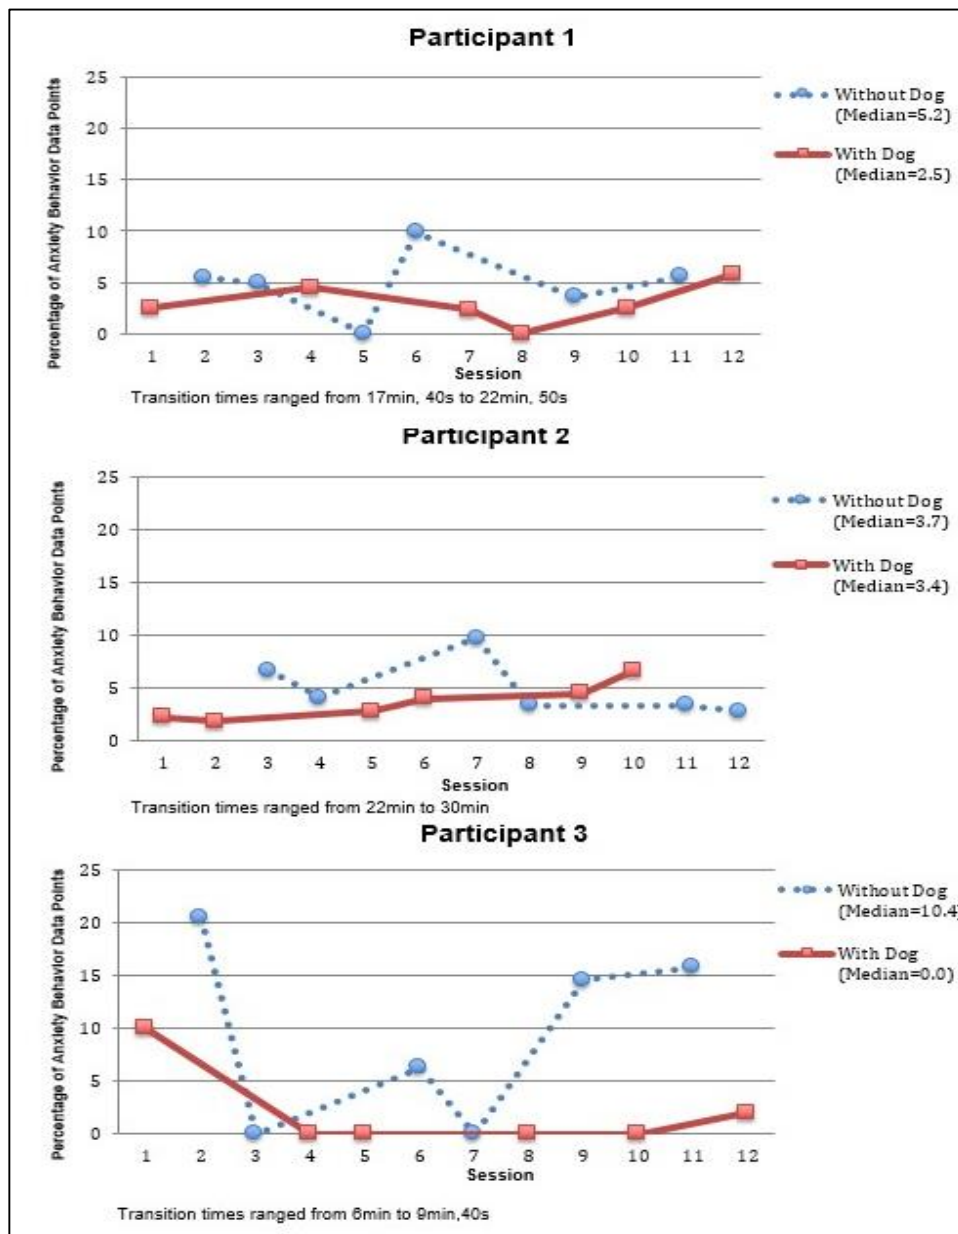 Participant 1
Percentage of Anxiety Behavior Data Points
25
20
15
10
5
0
1 2 3 4 5 6 7 8 9 10 11 12
Session
Without Dog
(Median=5.2)
With Dog
(Median=2.5)
Transition times ranged from 17min, 40s to 22min, 50s
Participant 2
Percentage of Anxiety Behavior Data Points
25
20
15
10
5
0
1 2 3 4 5 6 7 8 9 10 11 12
Session
Without Dog
(Median=3.7)
With Dog
(Median=3.4)
Transition times ranged from 22min to 30min
Participant 3
Percentage of Anxiety Behavior Data Points
25
20
15
10
5
0
1 2 3 4 5 6 7 8 9 10 11 12
Session
Without Dog
(Median=10.4)
With Dog
(Median=0.0)
Transition times ranged from 6min to 9min,40s